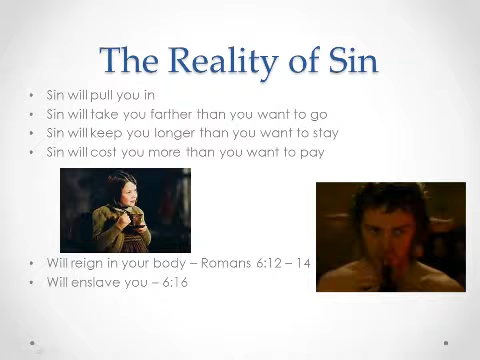 The Reality of Sin
• Sin will pull you in
• Sin will take you farther than you want to go
• Sin will keep you longer than you want to stay
• Sin will cost you more than you want to pay
• Will reign in your body – Romans 6:12 – 14
• Will enslave you – 6:16